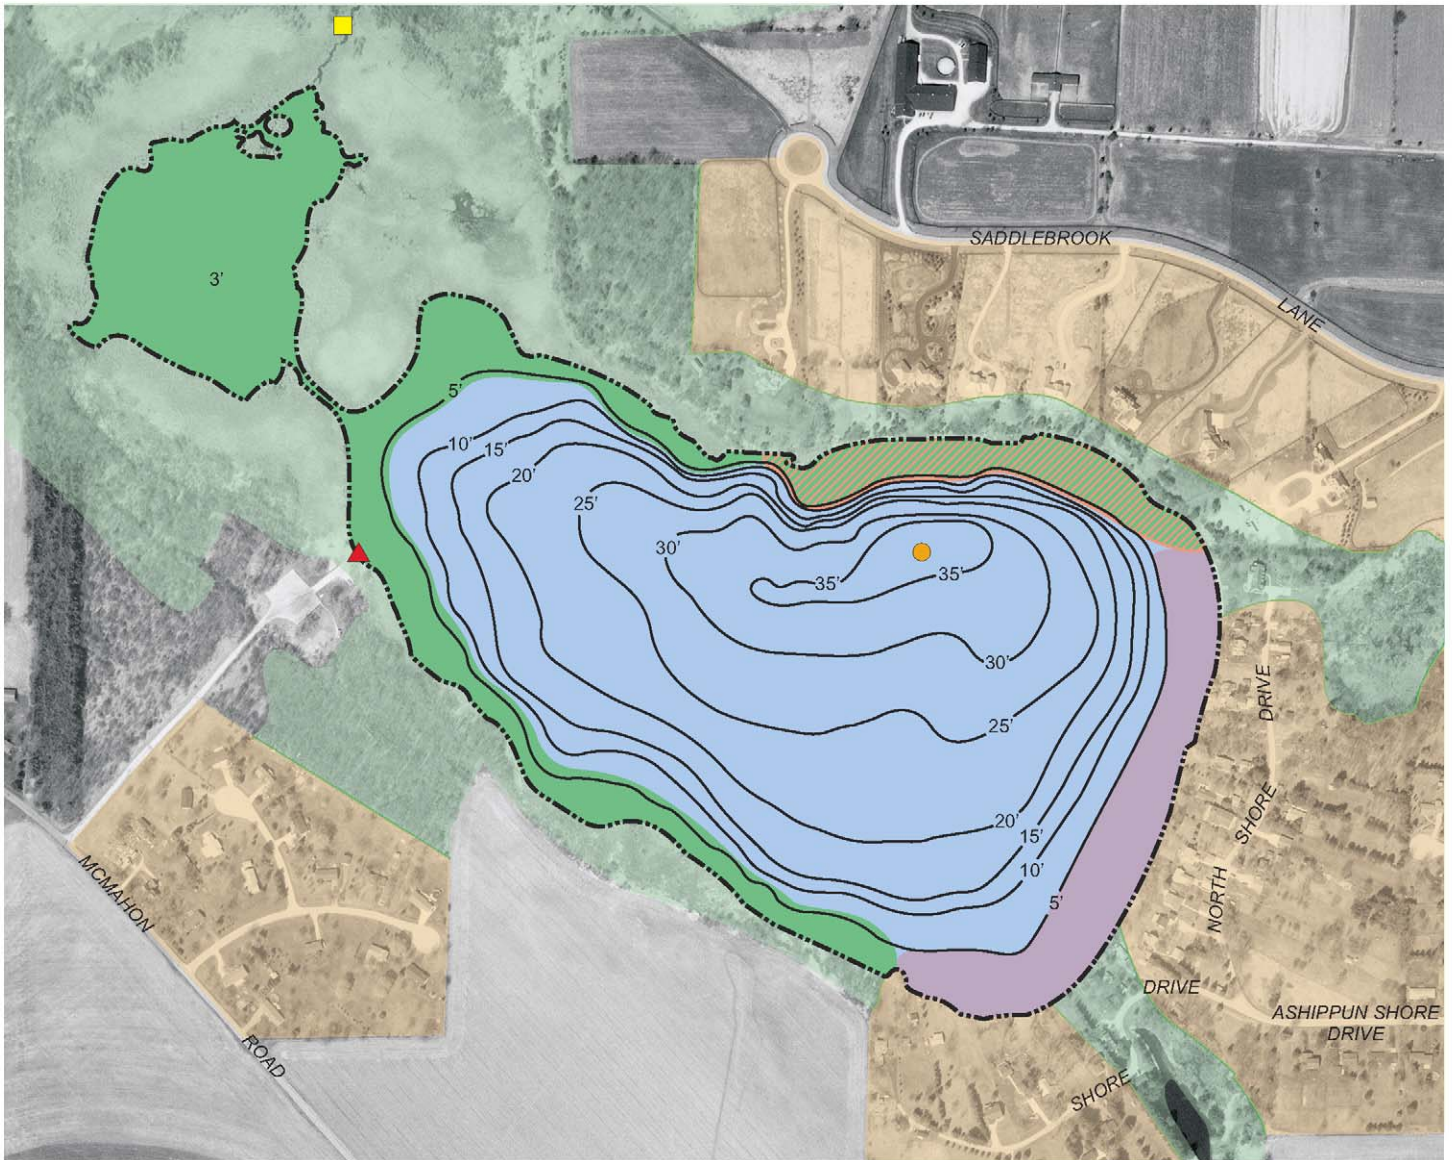 SADDLEBROOK
LANE
3'
5'
10'
15'
20'
25'
30'
35'
35'
30'
25'
20'
15'
10'
5'
NORTH SHORE DRIVE
MCMAHON
ROAD
DRIVE
SHORE
ASHIPPUN SHORE
DRIVE